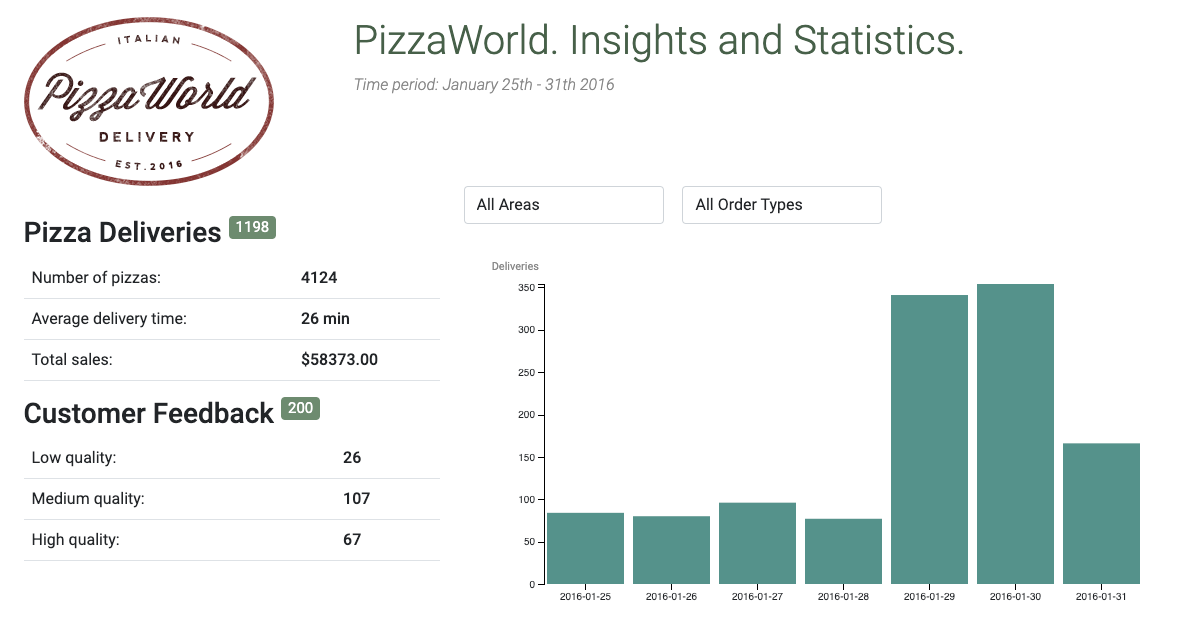 ITALIAN
PizzaWorld
DELIVERY
EST.2016
PizzaWorld. Insights and Statistics.
Time period: January 25th - 31th 2016
All Areas
All Order Types
Pizza Deliveries 1198
Number of pizzas: 4124
Average delivery time: 26 min
Total sales: $58373.00
Customer Feedback 200
Low quality: 26
Medium quality: 107
High quality: 67
Deliveries
350
300
250
200
150
100
50
0
2016-01-25 2016-01-26 2016-01-27 2016-01-28 2016-01-29 2016-01-30 2016-01-31